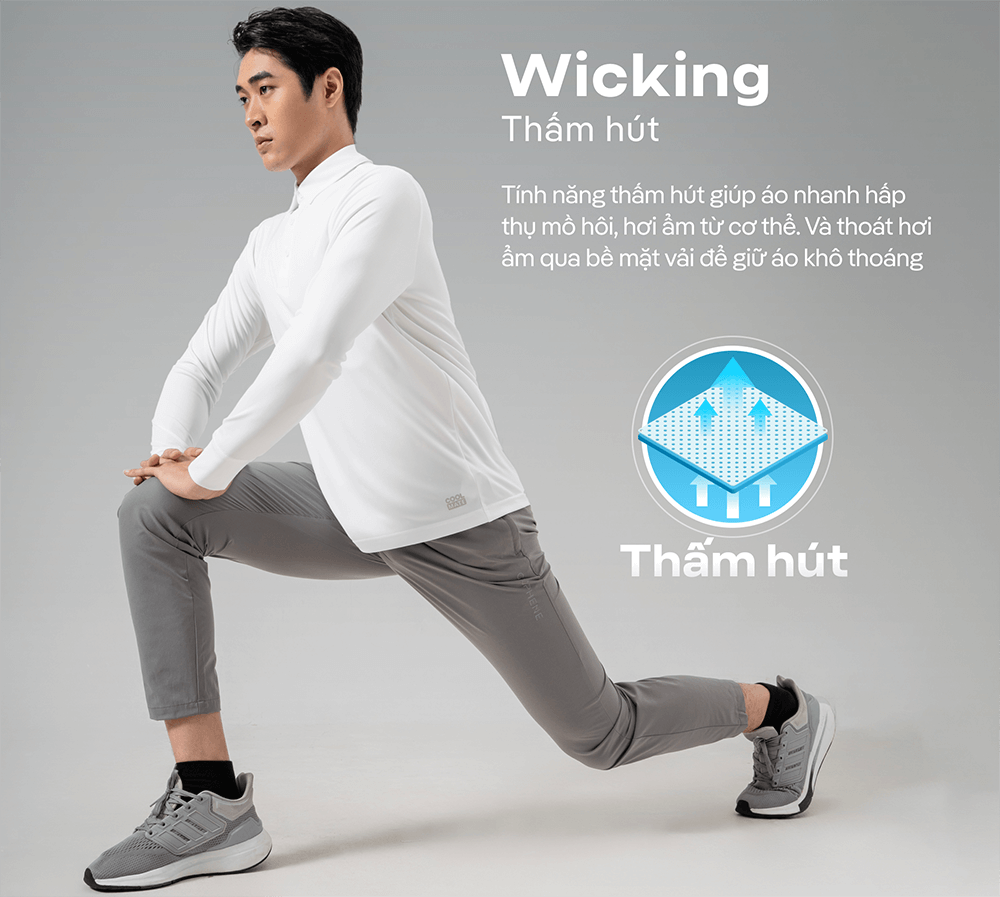 Wicking
Thấm hút
Tính năng thấm hút giúp áo nhanh hấp
thụ mồ hôi, hơi ẩm từ cơ thể. Và thoát hơi
ẩm qua bề mặt vải để giữ áo khô thoáng
Thấm hút
COOL